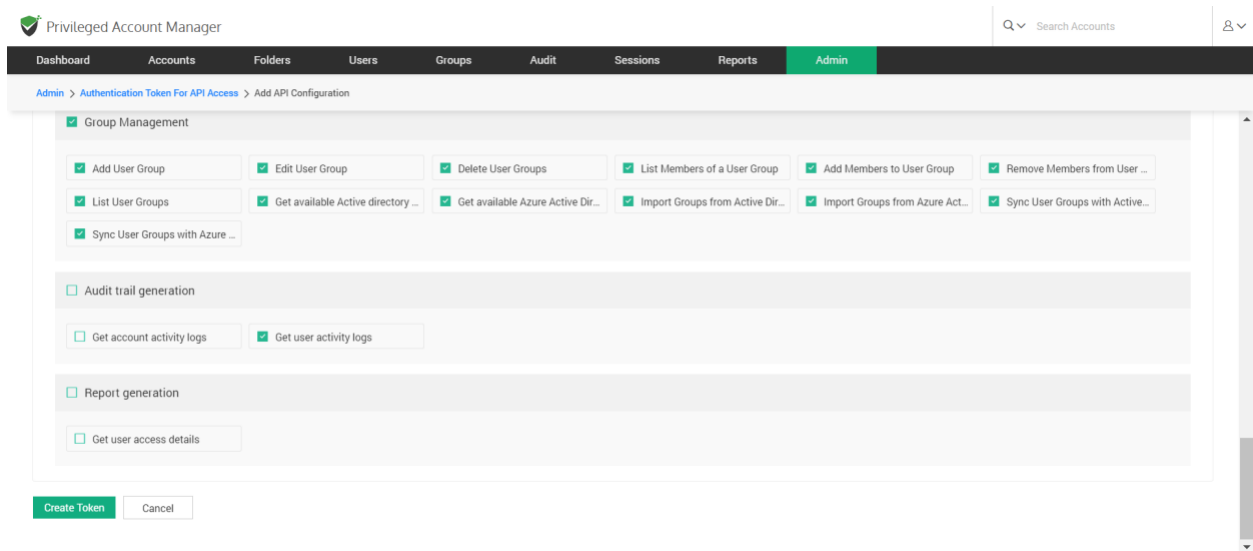 Privileged Account Manager
Search Accounts
Dashboard Accounts Folders Users Groups Audit Sessions Reports Admin
Admin > Authentication Token For API Access > Add API Configuration
Group Management
Add User Group Edit User Group Delete User Groups List Members of a User Group Add Members to User Group Remove Members from User ...
List User Groups Get available Active directory ... Get available Azure Active Dir... Import Groups from Active Dir... Import Groups from Azure Act... Sync User Groups with Active...
Sync User Groups with Azure ...
Audit trail generation
Get account activity logs Get user activity logs
Report generation
Get user access details
Create Token Cancel